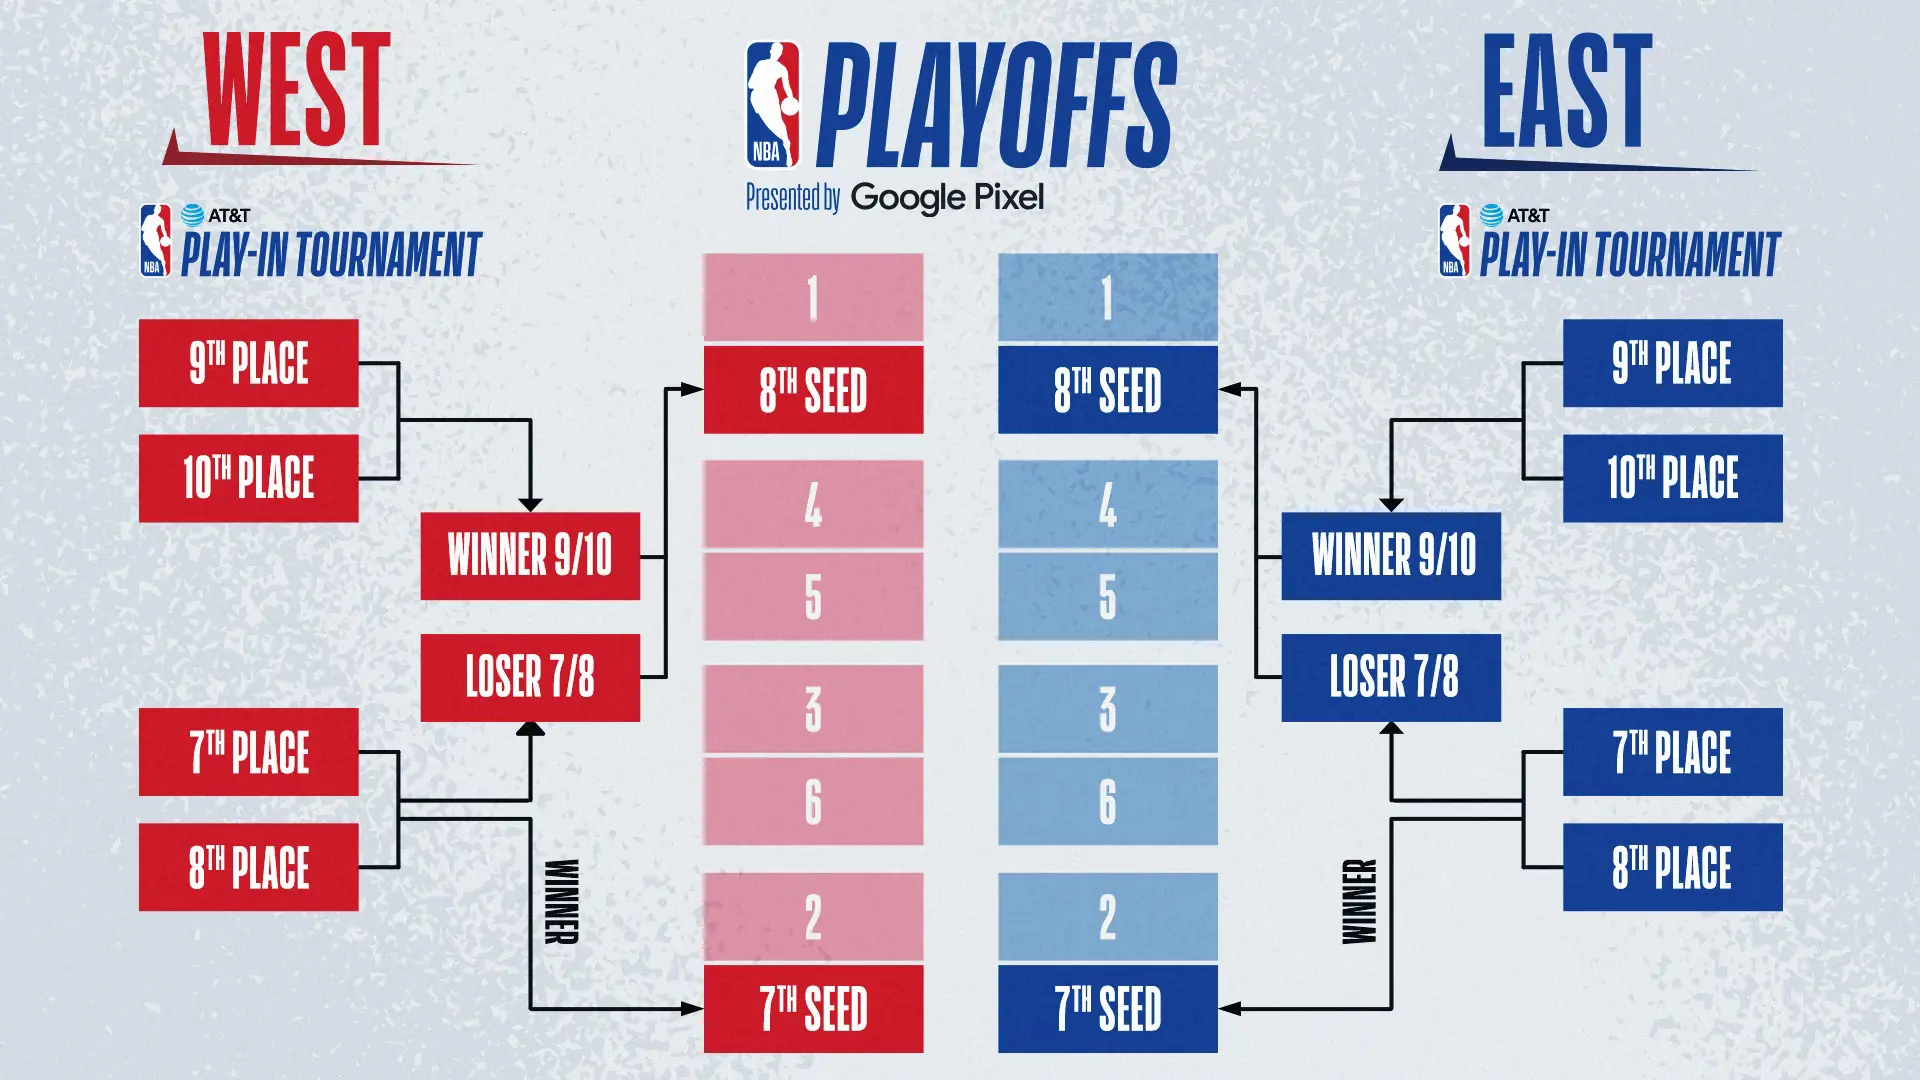 WEST
NBA
AT&T
PLAY-IN TOURNAMENT
9TH PLACE
10TH PLACE
WINNER 9/10
LOSER 7/8
7TH PLACE
8TH PLACE
WINNER
NBA
PLAYOFFS
Presented by Google Pixel
1
8TH SEED
4
5
3
6
2
7TH SEED
1
8TH SEED
4
5
3
6
2
7TH SEED
EAST
NBA
AT&T
PLAY-IN TOURNAMENT
9TH PLACE
10TH PLACE
WINNER 9/10
LOSER 7/8
7TH PLACE
8TH PLACE
WINNER